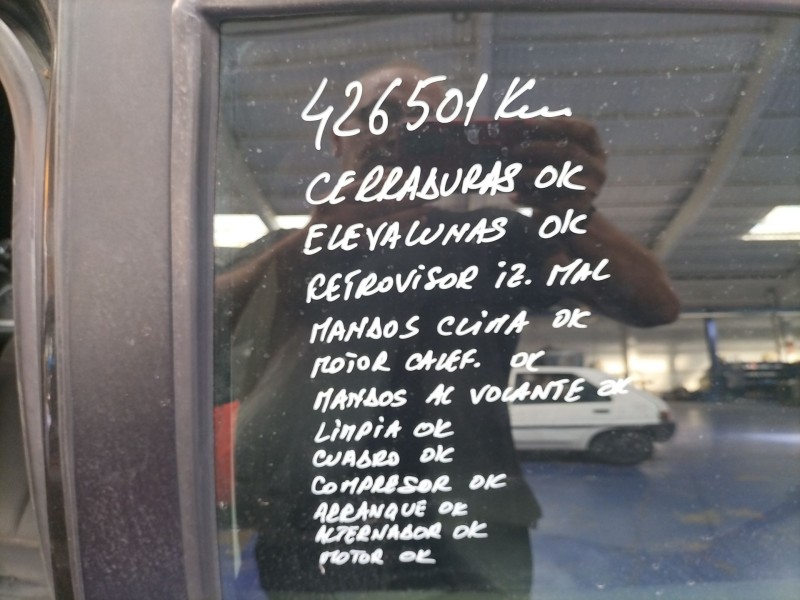 426501 Km
CERRADURAS OK
ELEVALUNAS OK
RETROVISOR IZ. MAL
MANDOS CLIMA OK
MOTOR CALEF. OK
MANDOS AL VOLANTE OK
LIMPIA OK
CUADRO OK
COMPRESOR OK
ARRANQUE OK
ALTERNADOR OK
MOTOR OK